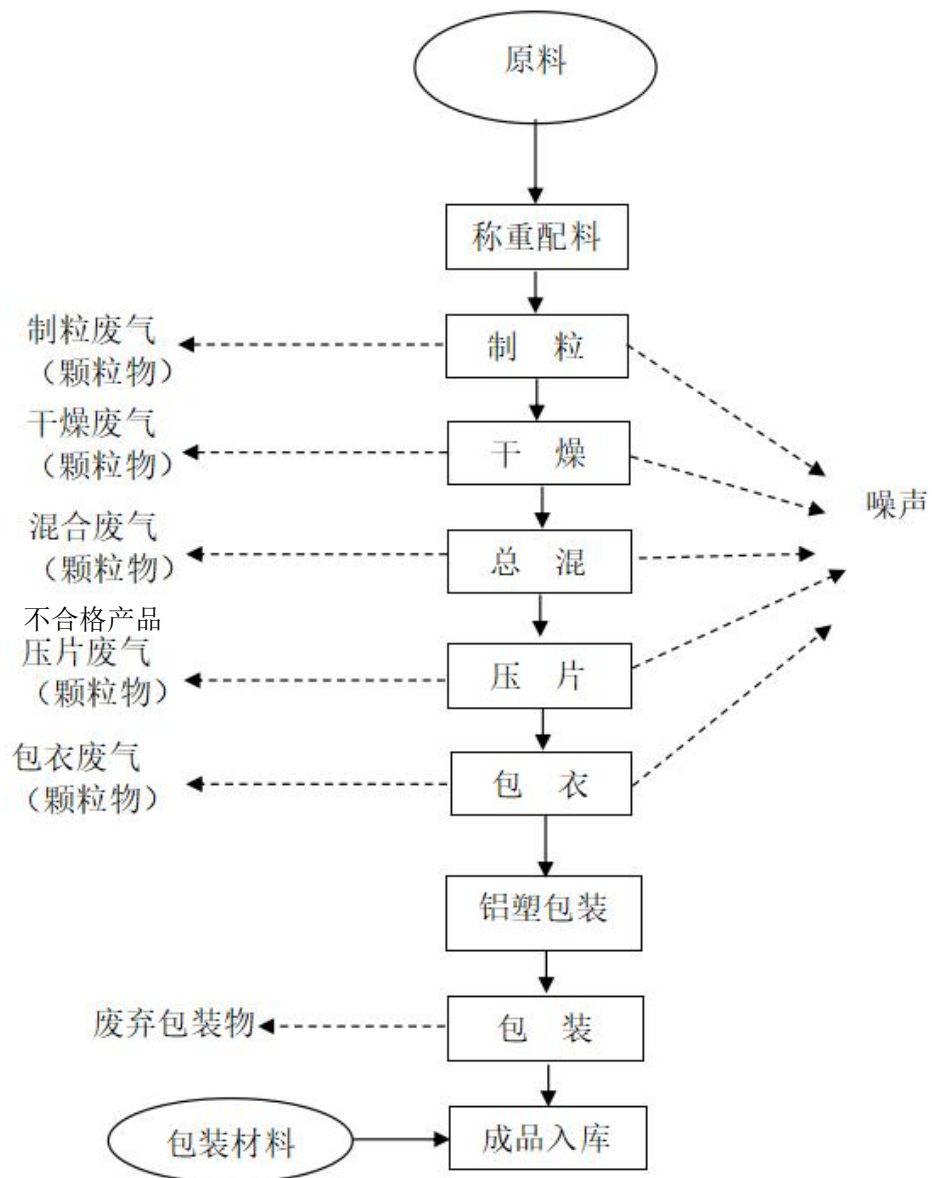 原料
称重配料
制粒废气
（颗粒物）
制 粒
干燥废气
（颗粒物）
干 燥
噪声
混合废气
（颗粒物）
总 混
不合格产品
压片废气
（颗粒物）
压 片
包衣废气
（颗粒物）
包 衣
铝塑包装
废弃包装物
包 装
包装材料
成品入库